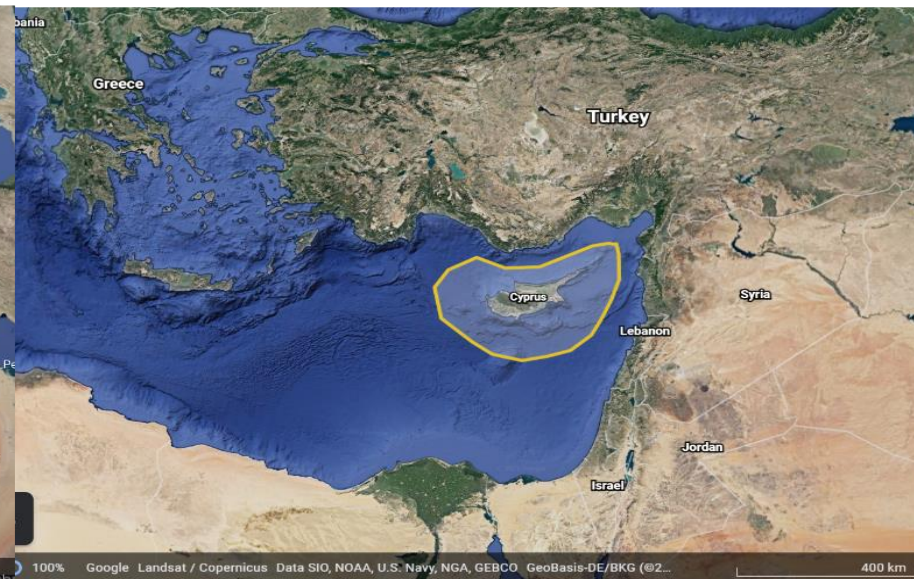 bania
Greece
Turkey
Cyprus
Syria
Lebanon
Pe
Jordan
Israel
100% Google Landsat / Copernicus Data SIO, NOAA, U.S. Navy, NGA, GEBCO GeoBasis-DE/BKG (©2... 400 km